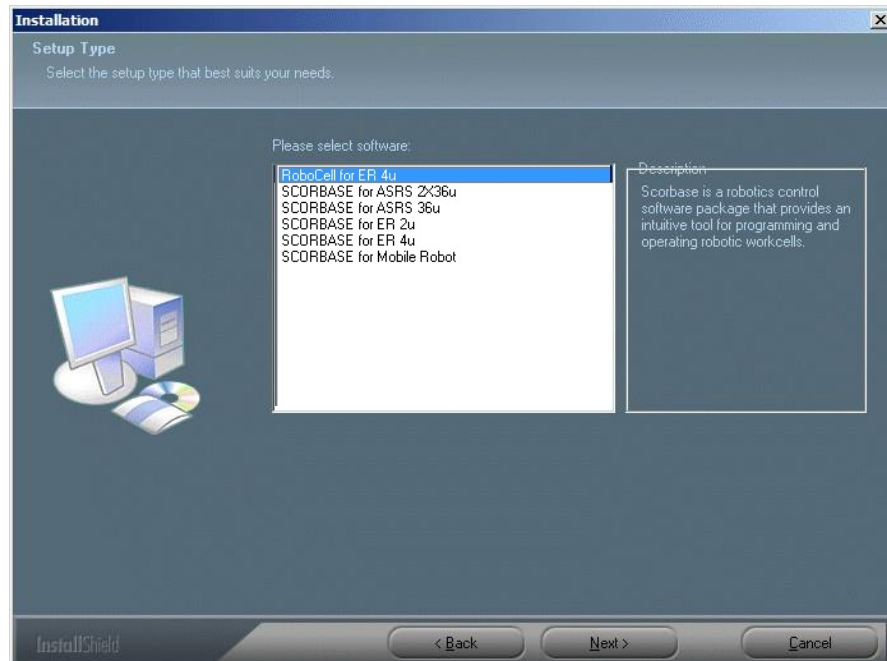 Installation
Setup Type
Select the setup type that best suits your needs.
Please select software:
RoboCell for ER 4u
SCORBASE for ASRS 2X36u
SCORBASE for ASRS 36u
SCORBASE for ER 2u
SCORBASE for ER 4u
SCORBASE for Mobile Robot
Description
Scorbase is a robotics control
software package that provides an
intuitive tool for programming and
operating robotic workcells.
InstallShield
< Back
Next >
Cancel